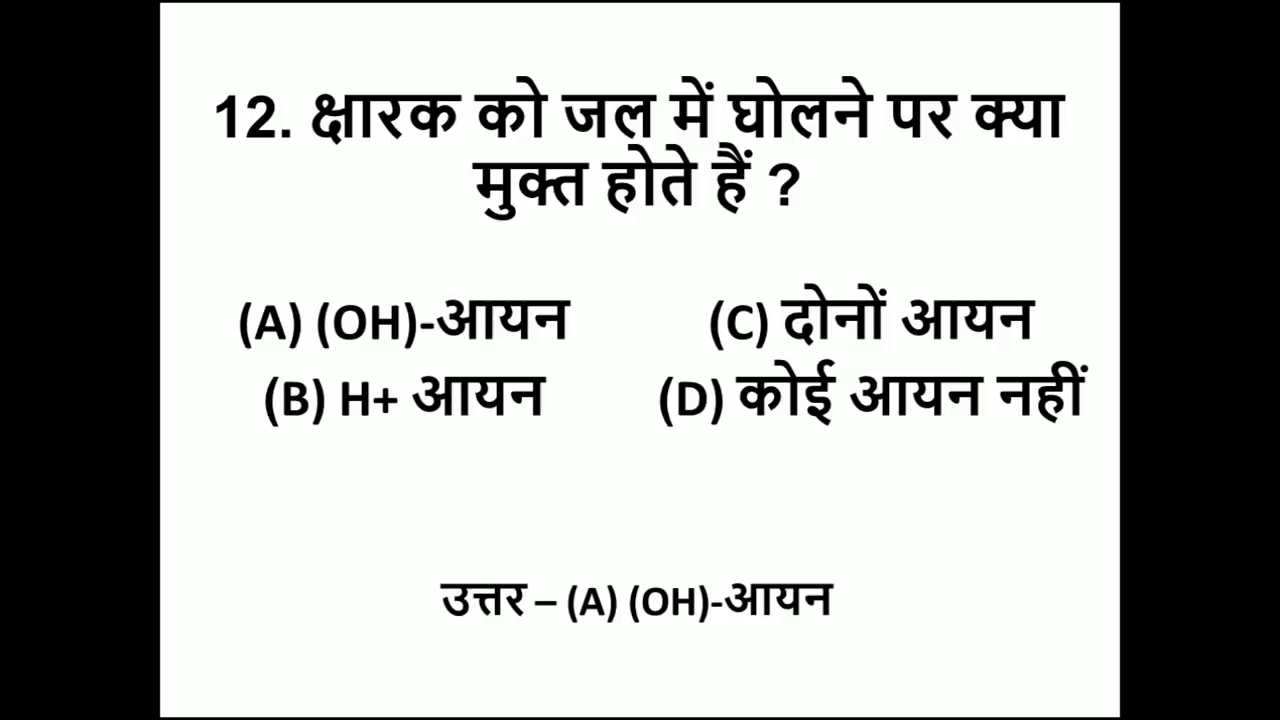 12. क्षारक को जल में घोलने पर क्या
मुक्त होते हैं ?
(A) (OH)-आयन (C) दोनों आयन
(B) H+ आयन (D) कोई आयन नहीं
उत्तर – (A) (OH)-आयन